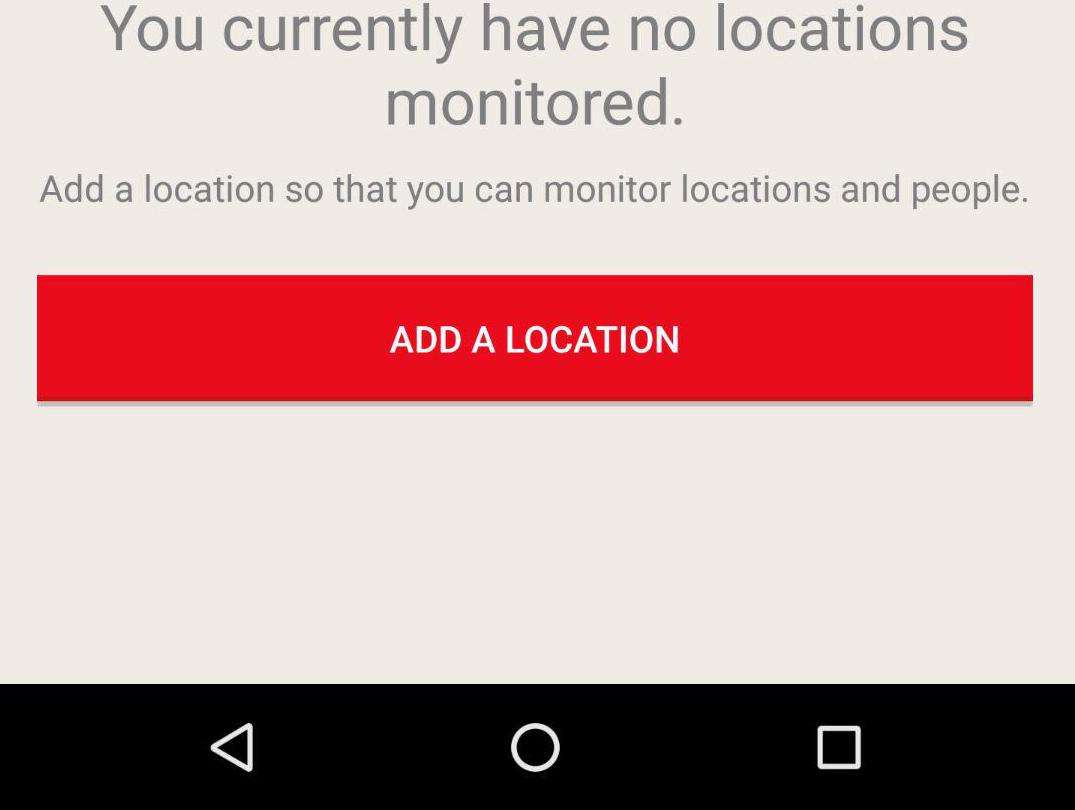 You currently have no locations
monitored.
Add a location so that you can monitor locations and people.
ADD A LOCATION